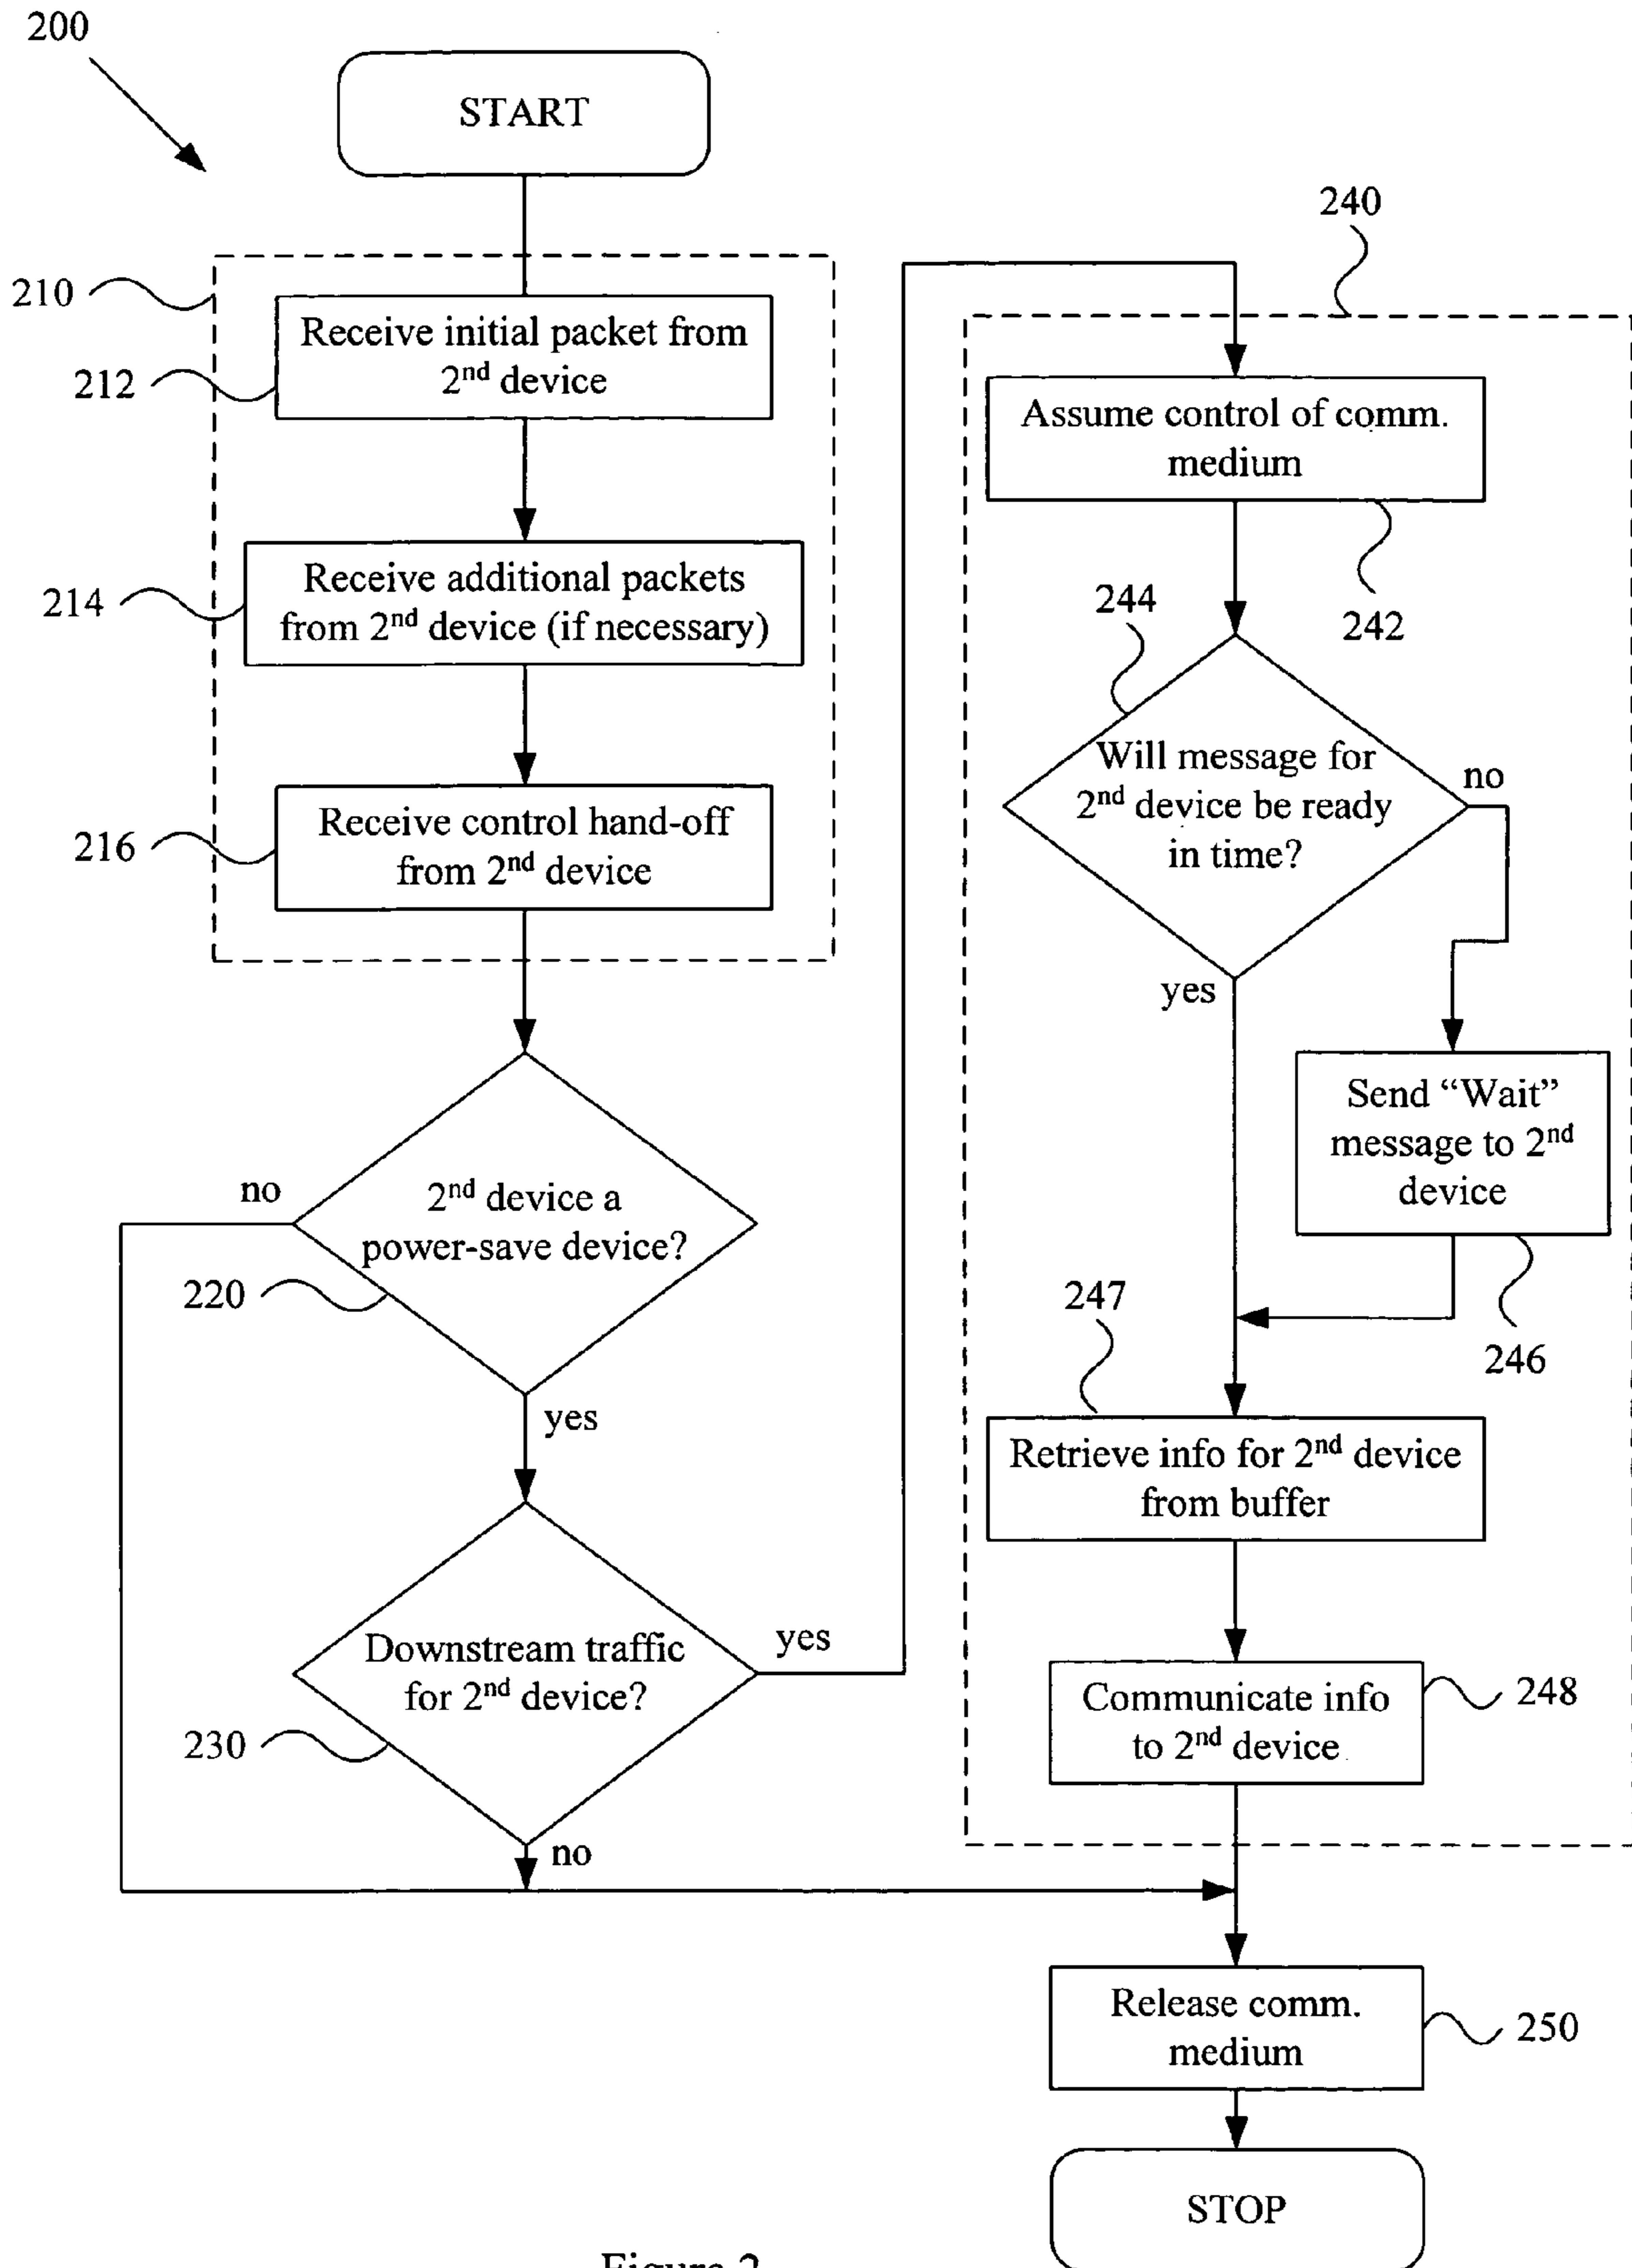 200
START
210
212
Receive initial packet from
2nd device
214
Receive additional packets
from 2nd device (if necessary)
216
Receive control hand-off
from 2nd device
no
2nd device a
power-save device?
220
yes
Downstream traffic
for 2nd device?
yes
230
no
240
Assume control of comm.
medium
242
244
Will message for
2nd device be ready
in time?
no
yes
Send “Wait”
message to 2nd
device
246
247
Retrieve info for 2nd device
from buffer
Communicate info
to 2nd device
248
Release comm.
medium
250
STOP
Figure 2